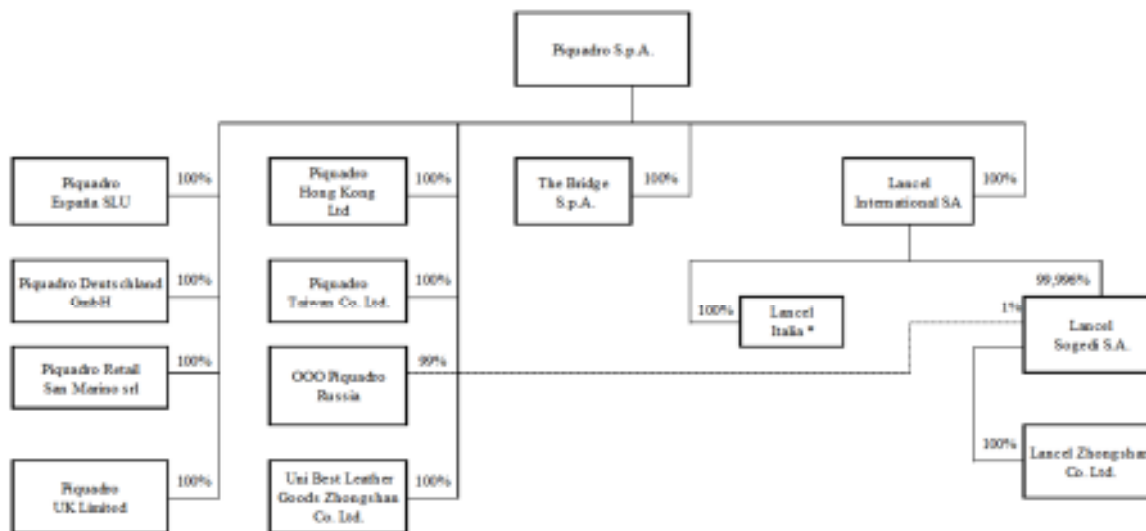 Piquadro S.p.A.
Piquadro
España SLU
100%
Piquadro
Hong Kong
Ltd
100%
The Bridge
S.p.A.
100%
Lancel
International SA
100%
Piquadro Deutschland
GmbH
100%
Piquadro
Taiwan Co. Ltd.
100%
100%
Lancel
Italia *
99,996%
1%
Lancel
Sogedi S.A.
Piquadro Retail
San Marino srl
100%
OOO Piquadro
Russia
99%
Piquadro
UK Limited
100%
Uni Best Leather
Goods Zhongshan
Co. Ltd.
100%
100%
Lancel Zhongshan
Co. Ltd.